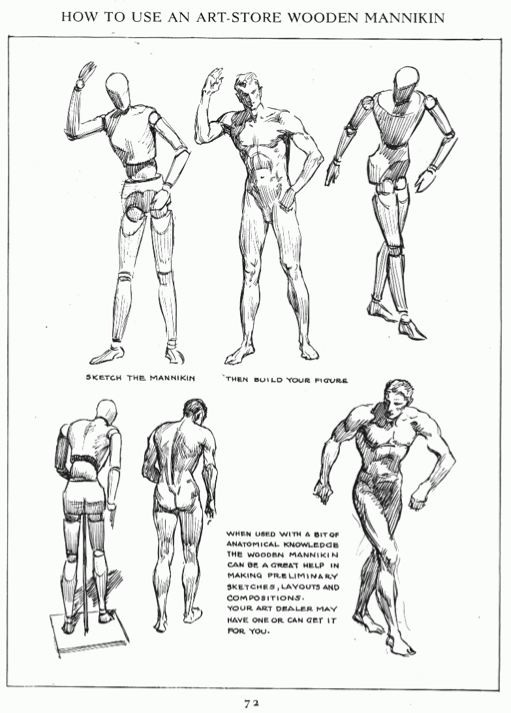 HOW TO USE AN ART-STORE WOODEN MANNIKIN
SKETCH THE MANNIKIN
THEN BUILD YOUR FIGURE
WHEN USED WITH A BIT OF
ANATOMICAL KNOWLEDGE
THE WOODEN MANNIKIN
CAN BE A GREAT HELP IN
MAKING PRELIMINARY
SKETCHES, LAYOUTS AND
COMPOSITIONS.
YOUR ART DEALER MAY
HAVE ONE OR CAN GET IT
FOR YOU.
72